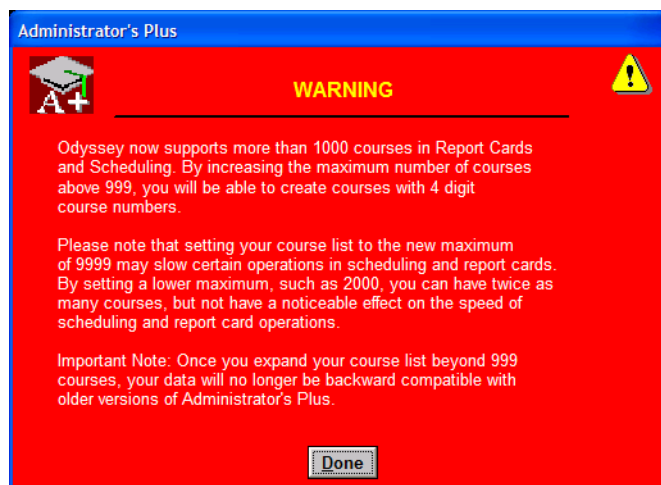 Administrator's Plus
A+
WARNING
Odyssey now supports more than 1000 courses in Report Cards
and Scheduling. By increasing the maximum number of courses
above 999, you will be able to create courses with 4 digit
course numbers.
Please note that setting your course list to the new maximum
of 9999 may slow certain operations in scheduling and report cards.
By setting a lower maximum, such as 2000, you can have twice as
many courses, but not have a noticeable effect on the speed of
scheduling and report card operations.
Important Note: Once you expand your course list beyond 999
courses, your data will no longer be backward compatible with
older versions of Administrator's Plus.
Done